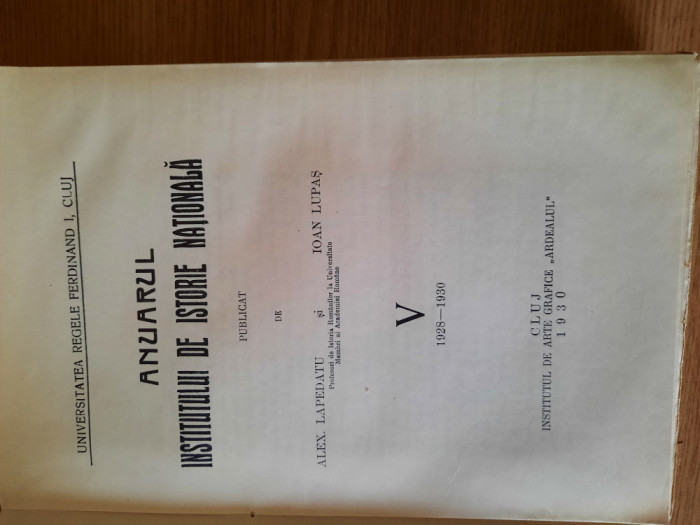 UNIVERSITATEA REGELE FERDINAND I, CLUJ
ANUARUL
INSTITUTULUI DE ISTORIE NAȚIONALĂ
PUBLICAT
DE
ALEX. LAPEDATU și IOAN LUPAȘ
Profesori de Istoria Românilor la Universitate
Membri ai Academiei Române
V
1928—1930
CLUJ
INSTITUTUL DE ARTE GRAFICE „ARDEALUL"
1930